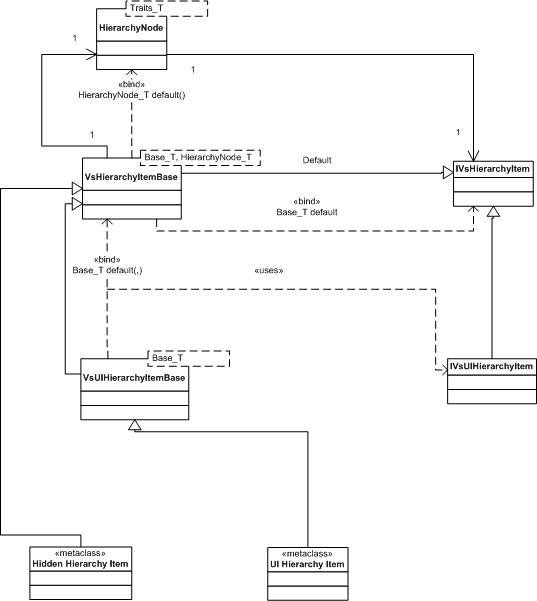 Traits_T
HierarchyNode
1
1
«bind»
HierarchyNode_T default()
1
1
Base_T, HierarchyNode_T
VsHierarchyItemBase
Default
IVsHierarchyItem
«bind»
Base_T default
«bind»
Base_T default(,)
«uses»
Base_T
VsUIHierarchyItemBase
IVsUIHierarchyItem
«metaclass»
Hidden Hierarchy Item
«metaclass»
UI Hierarchy Item